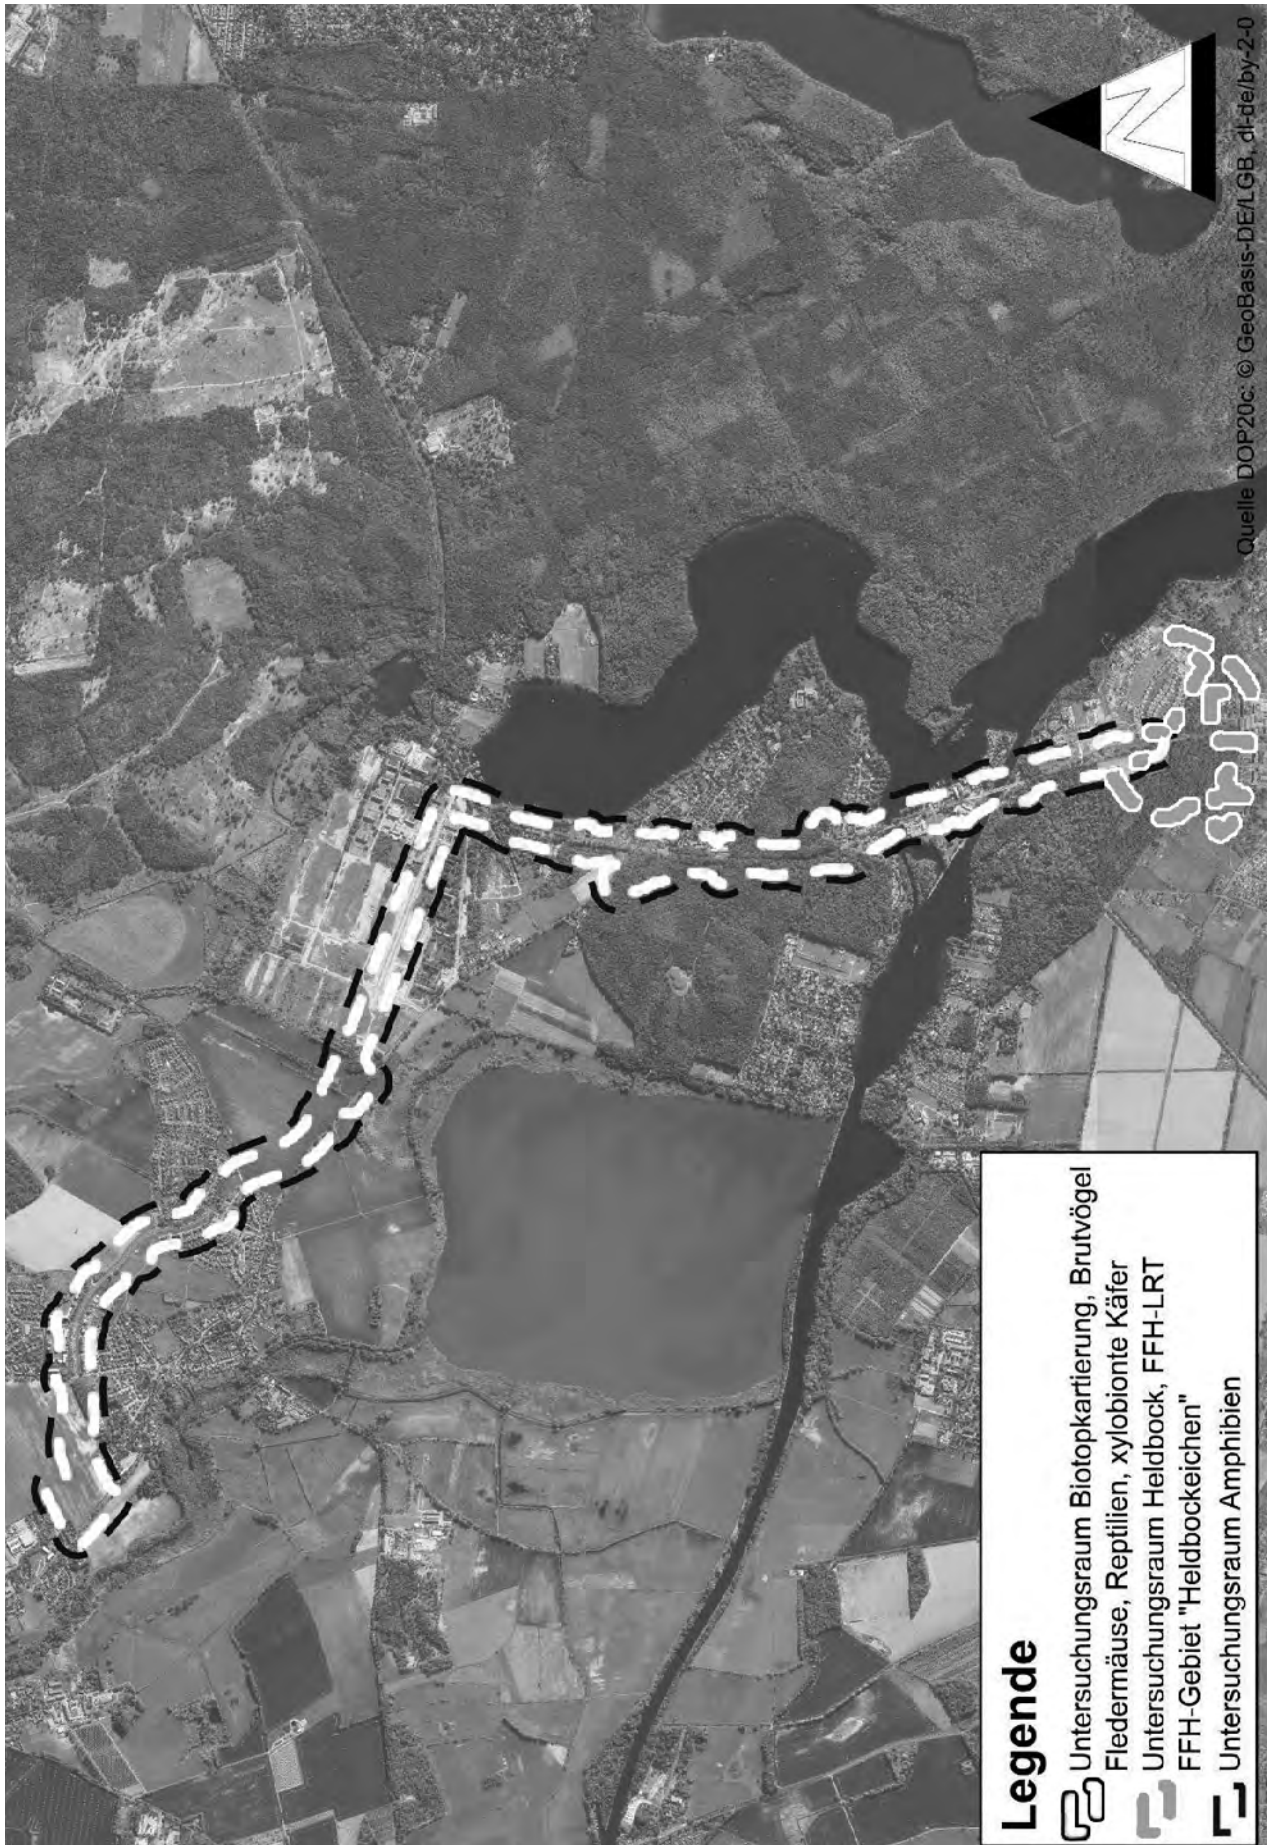 Quelle DOP20c: © GeoBasis-DE/LGB, dl-de/by-2-0
N
Legende
Untersuchungsraum Biotopkartierung, Brutvögel
Fledermäuse, Reptilien, xylobionte Käfer
Untersuchungsraum Heldbock, FFH-LRT
FFH-Gebiet "Heldbockeichen"
Untersuchungsraum Amphibien